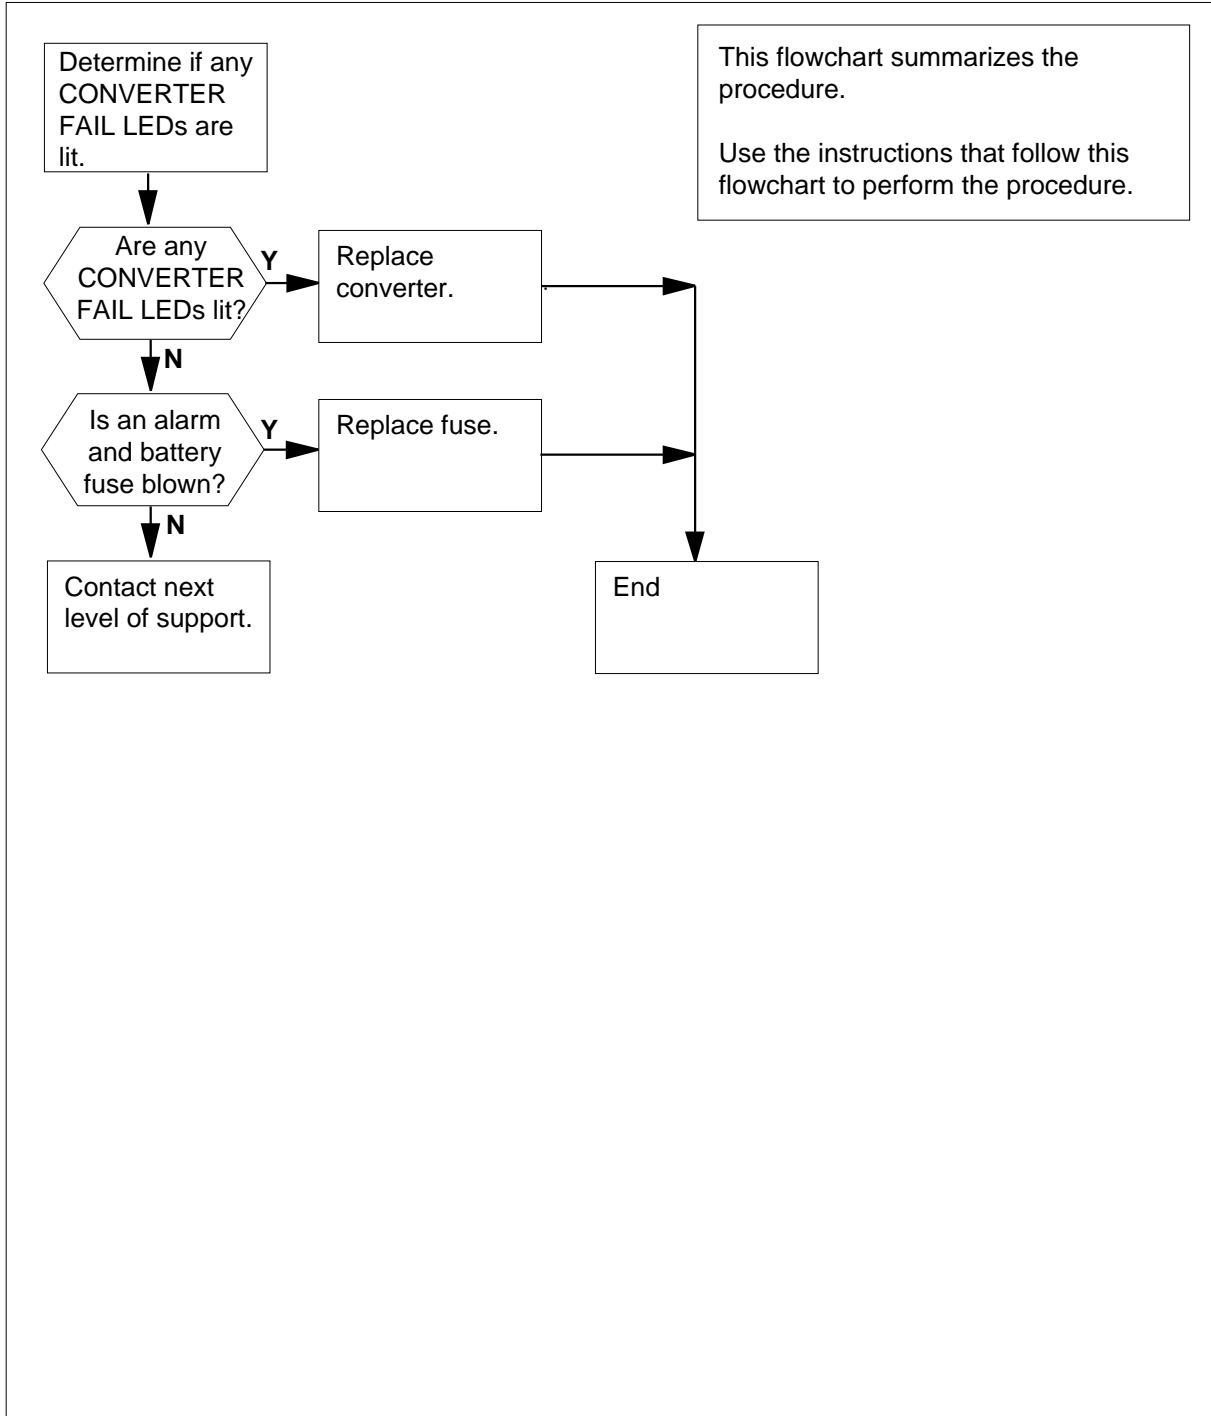 Determine if any
CONVERTER
FAIL LEDs are
lit.
This flowchart summarizes the
procedure.
Use the instructions that follow this
flowchart to perform the procedure.
Are any
CONVERTER
FAIL LEDs lit?
Y
Replace
converter.
N
Is an alarm
and battery
fuse blown?
Y
Replace fuse.
N
Contact next
level of support.
End